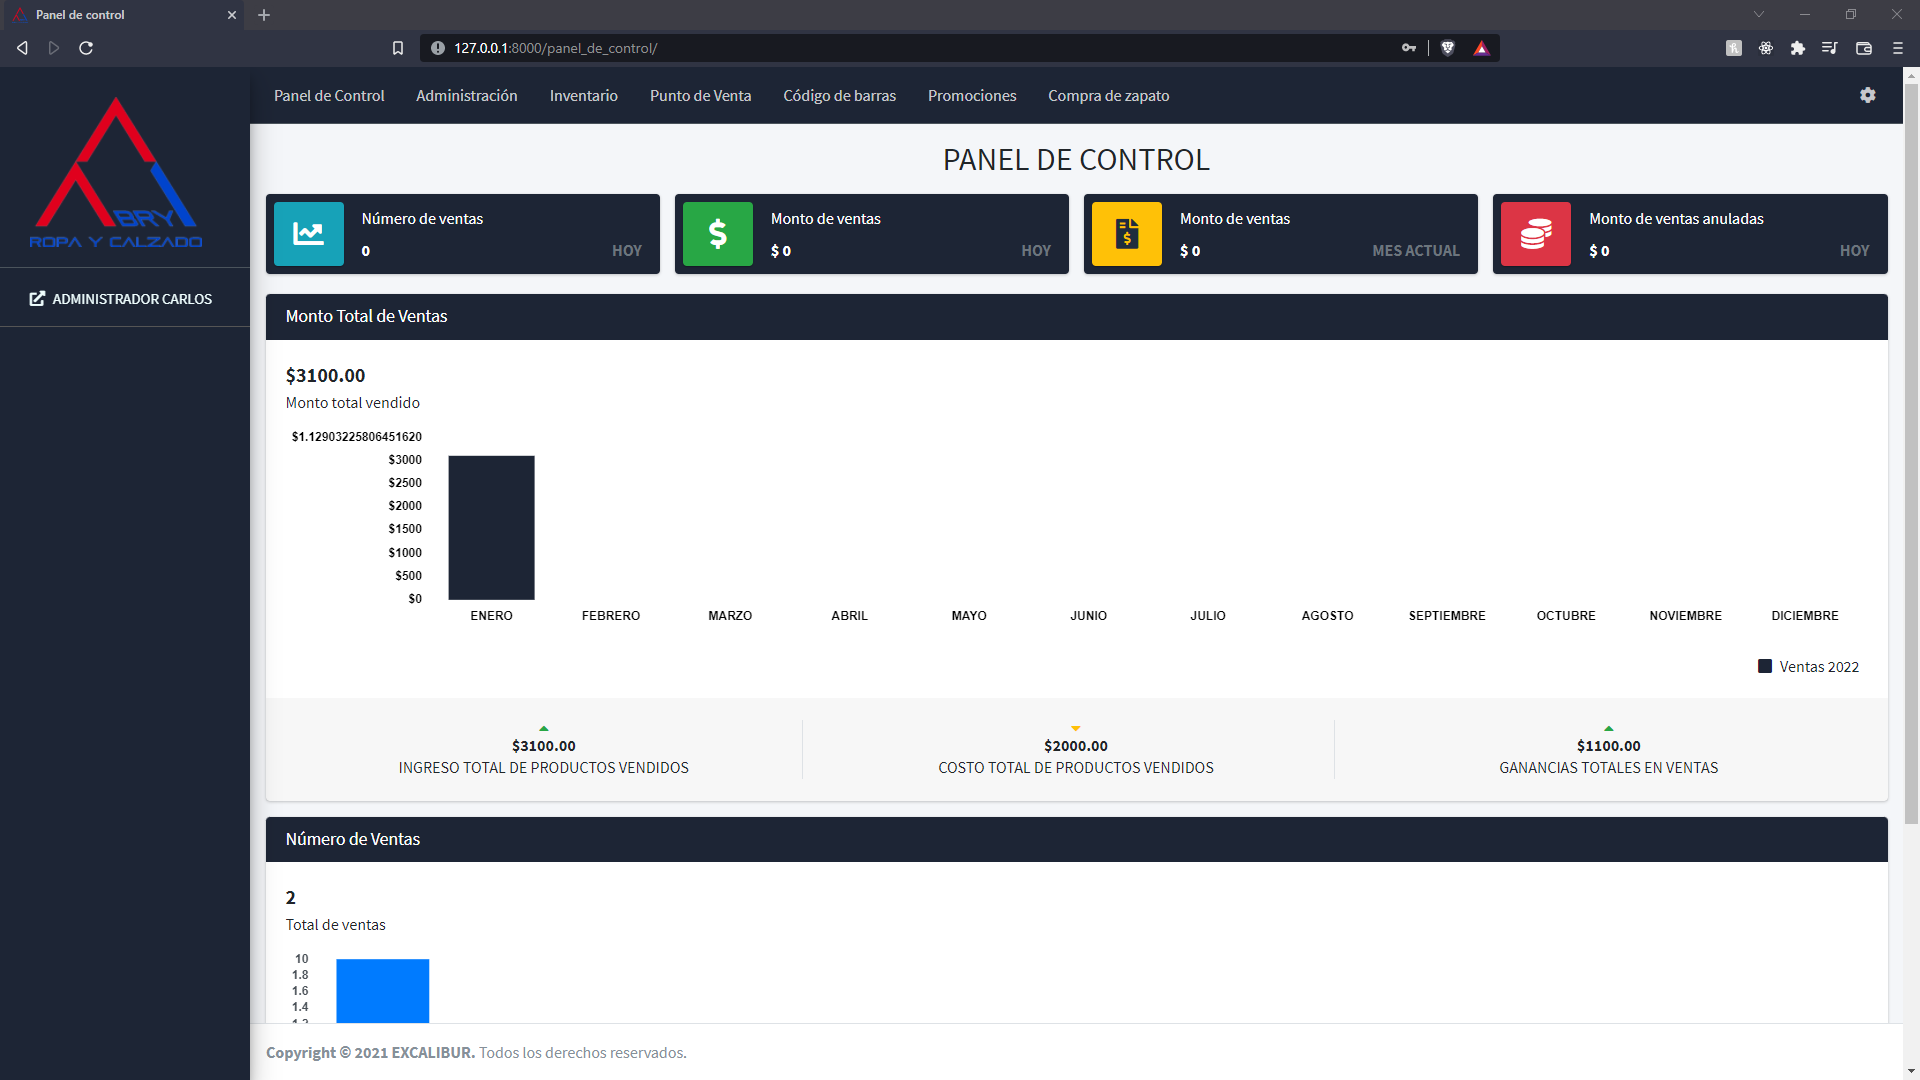 Panel de control
127.0.0.1:8000/panel_de_control/
Panel de Control Administración Inventario Punto de Venta Código de barras Promociones Compra de zapato
BRY
ROPA Y CALZADO
ADMINISTRADOR CARLOS
PANEL DE CONTROL
Número de ventas
0 HOY
Monto de ventas
$ 0 HOY
Monto de ventas
$ 0 MES ACTUAL
Monto de ventas anuladas
$ 0 HOY
Monto Total de Ventas
$3100.00
Monto total vendido
$1.12903225806451620
$3000
$2500
$2000
$1500
$1000
$500
$0
ENERO FEBRERO MARZO ABRIL MAYO JUNIO JULIO AGOSTO SEPTIEMBRE OCTUBRE NOVIEMBRE DICIEMBRE
Ventas 2022
$3100.00
INGRESO TOTAL DE PRODUCTOS VENDIDOS
$2000.00
COSTO TOTAL DE PRODUCTOS VENDIDOS
$1100.00
GANANCIAS TOTALES EN VENTAS
Número de Ventas
2
Total de ventas
10
1.8
1.6
1.4
Copyright © 2021 EXCALIBUR. Todos los derechos reservados.